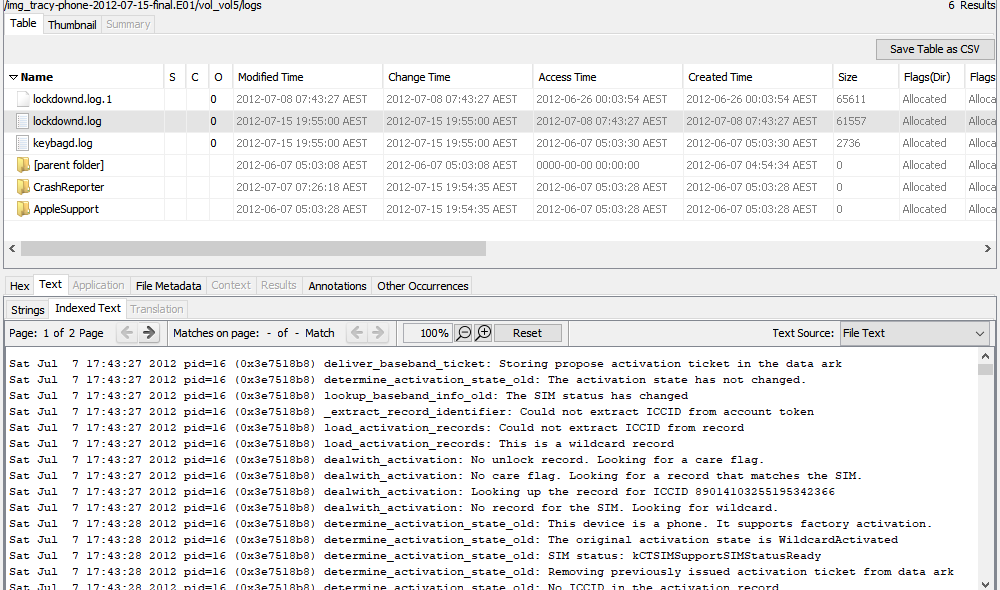 /img_tracy-phone-2012-07-15-final.E01/vol_vol5/logs 6 Results
Table Thumbnail Summary
Save Table as CSV
Name S C O Modified Time Change Time Access Time Created Time Size Flags(Dir) Flags
lockdownd.log.1 0 2012-07-08 07:43:27 AEST 2012-07-08 07:43:27 AEST 2012-06-26 00:03:54 AEST 2012-06-26 00:03:54 AEST 65611 Allocated Alloca
lockdownd.log 0 2012-07-15 19:55:00 AEST 2012-07-15 19:55:00 AEST 2012-07-08 07:43:27 AEST 2012-07-08 07:43:27 AEST 61557 Allocated Alloca
keybagd.log 0 2012-07-15 19:55:00 AEST 2012-07-15 19:55:00 AEST 2012-06-07 05:03:30 AEST 2012-06-07 05:03:30 AEST 2736 Allocated Alloca
[parent folder] 2012-06-07 05:03:08 AEST 2012-06-07 05:03:08 AEST 0000-00-00 00:00:00 2012-06-07 04:54:34 AEST 0 Allocated Alloca
CrashReporter 2012-07-07 07:26:18 AEST 2012-07-15 19:54:35 AEST 2012-06-07 05:03:28 AEST 2012-06-07 05:03:28 AEST 0 Allocated Alloca
AppleSupport 2012-06-07 05:03:28 AEST 2012-07-15 19:54:35 AEST 2012-06-07 05:03:28 AEST 2012-06-07 05:03:28 AEST 0 Allocated Alloca
Hex Text Application File Metadata Context Results Annotations Other Occurrences
Strings Indexed Text Translation
Page: 1 of 2 Page Matches on page: - of - Match 100% Reset Text Source: File Text
Sat Jul 7 17:43:27 2012 pid=16 (0x3e7518b8) deliver_baseband_ticket: Storing propose activation ticket in the data ark
Sat Jul 7 17:43:27 2012 pid=16 (0x3e7518b8) determine_activation_state_old: The activation state has not changed.
Sat Jul 7 17:43:27 2012 pid=16 (0x3e7518b8) lookup_baseband_info_old: The SIM status has changed
Sat Jul 7 17:43:27 2012 pid=16 (0x3e7518b8) _extract_record_identifier: Could not extract ICCID from account token
Sat Jul 7 17:43:27 2012 pid=16 (0x3e7518b8) load_activation_records: Could not extract ICCID from record
Sat Jul 7 17:43:27 2012 pid=16 (0x3e7518b8) load_activation_records: This is a wildcard record
Sat Jul 7 17:43:27 2012 pid=16 (0x3e7518b8) dealwith_activation: No unlock record. Looking for a care flag.
Sat Jul 7 17:43:27 2012 pid=16 (0x3e7518b8) dealwith_activation: No care flag. Looking for a record that matches the SIM.
Sat Jul 7 17:43:27 2012 pid=16 (0x3e7518b8) dealwith_activation: Looking up the record for ICCID 89014103255195342366
Sat Jul 7 17:43:27 2012 pid=16 (0x3e7518b8) dealwith_activation: No record for the SIM. Looking for wildcard.
Sat Jul 7 17:43:28 2012 pid=16 (0x3e7518b8) determine_activation_state_old: This device is a phone. It supports factory activation.
Sat Jul 7 17:43:28 2012 pid=16 (0x3e7518b8) determine_activation_state_old: The original activation state is WildcardActivated
Sat Jul 7 17:43:28 2012 pid=16 (0x3e7518b8) determine_activation_state_old: SIM status: kCTSIMSupportSIMStatusReady
Sat Jul 7 17:43:28 2012 pid=16 (0x3e7518b8) determine_activation_state_old: Removing previously issued activation ticket from data ark
Sat Jul 7 17:43:28 2012 pid=16 (0x3e7518b8) determine_activation_state_old: No ICCID in the activation record